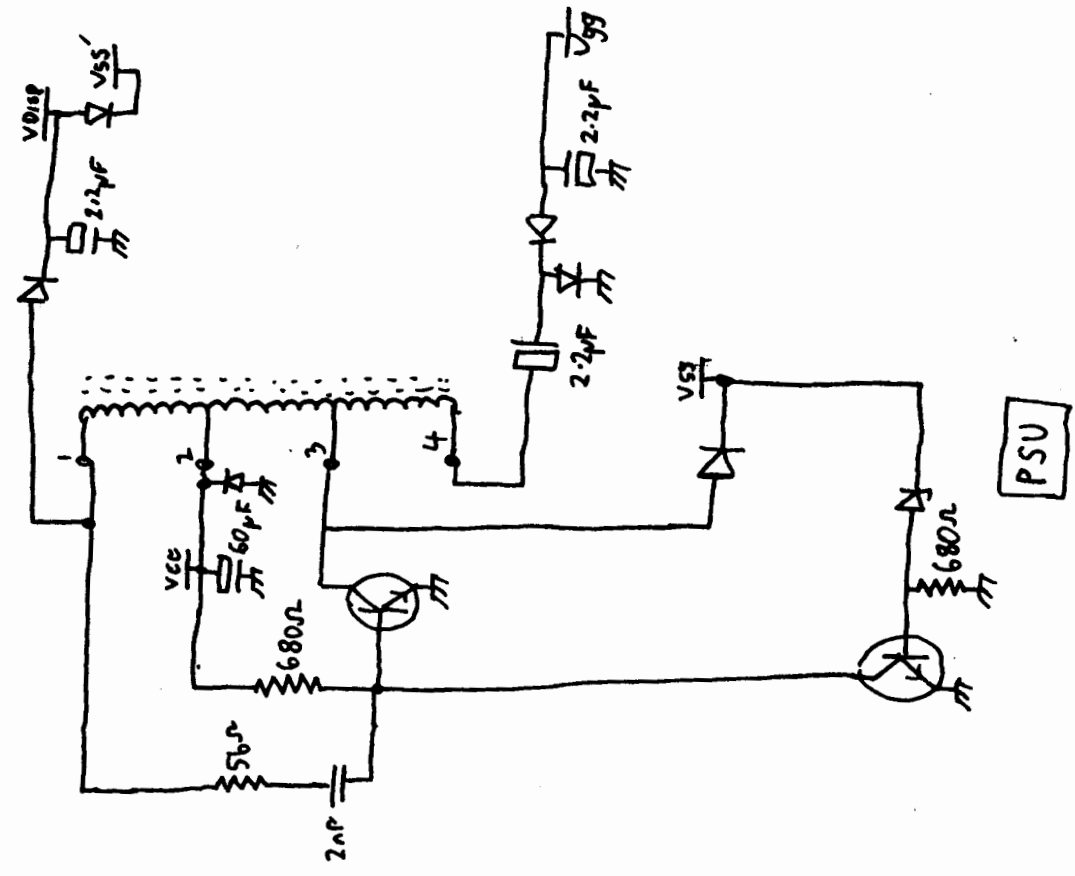 VDISP
VSS'
2.2µF
Vgg
2.2µF
2.2µF
1
2
3
4
VCC
60µF
680Ω
56Ω
2nF
VSS
680Ω
PSU